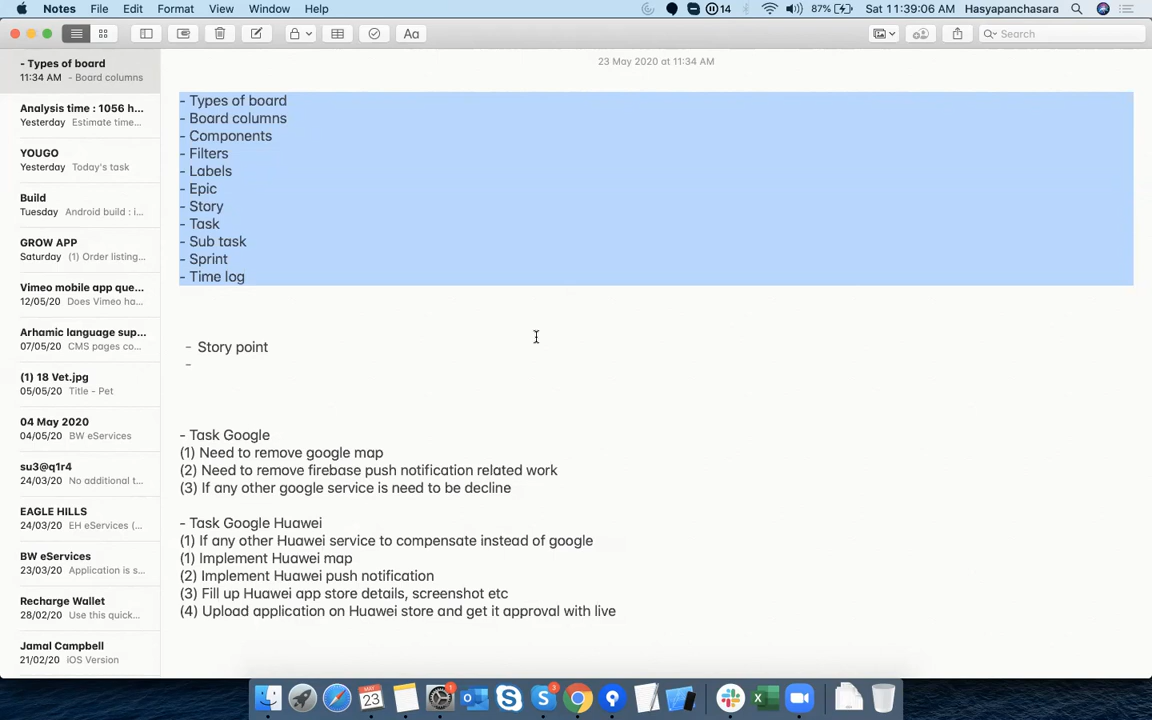 Notes File Edit Format View Window Help
14 87% Sat 11:39:06 AM Hasyapanchasara
Aa
Search
- Types of board
11:34 AM - Board columns
Analysis time : 1056 h...
Yesterday Estimate time...
YOUGO
Yesterday Today's task
Build
Tuesday Android build : i...
GROW APP
Saturday (1) Order listing...
Vimeo mobile app que...
12/05/20 Does Vimeo ha...
Arhamic language sup...
07/05/20 CMS pages co...
(1) 18 Vet.jpg
05/05/20 Title - Pet
04 May 2020
04/05/20 BW eServices
su3@q1r4
24/03/20 No additional t...
EAGLE HILLS
24/03/20 EH eServices (...
BW eServices
23/03/20 Application is s...
Recharge Wallet
28/02/20 Use this quick...
Jamal Campbell
21/02/20 iOS Version
23 May 2020 at 11:34 AM
- Types of board
- Board columns
- Components
- Filters
- Labels
- Epic
- Story
- Task
- Sub task
- Sprint
- Time log
- Story point
-
- Task Google
(1) Need to remove google map
(2) Need to remove firebase push notification related work
(3) If any other google service is need to be decline
- Task Google Huawei
(1) If any other Huawei service to compensate instead of google
(1) Implement Huawei map
(2) Implement Huawei push notification
(3) Fill up Huawei app store details, screenshot etc
(4) Upload application on Huawei store and get it approval with live
MAY
23
1
3